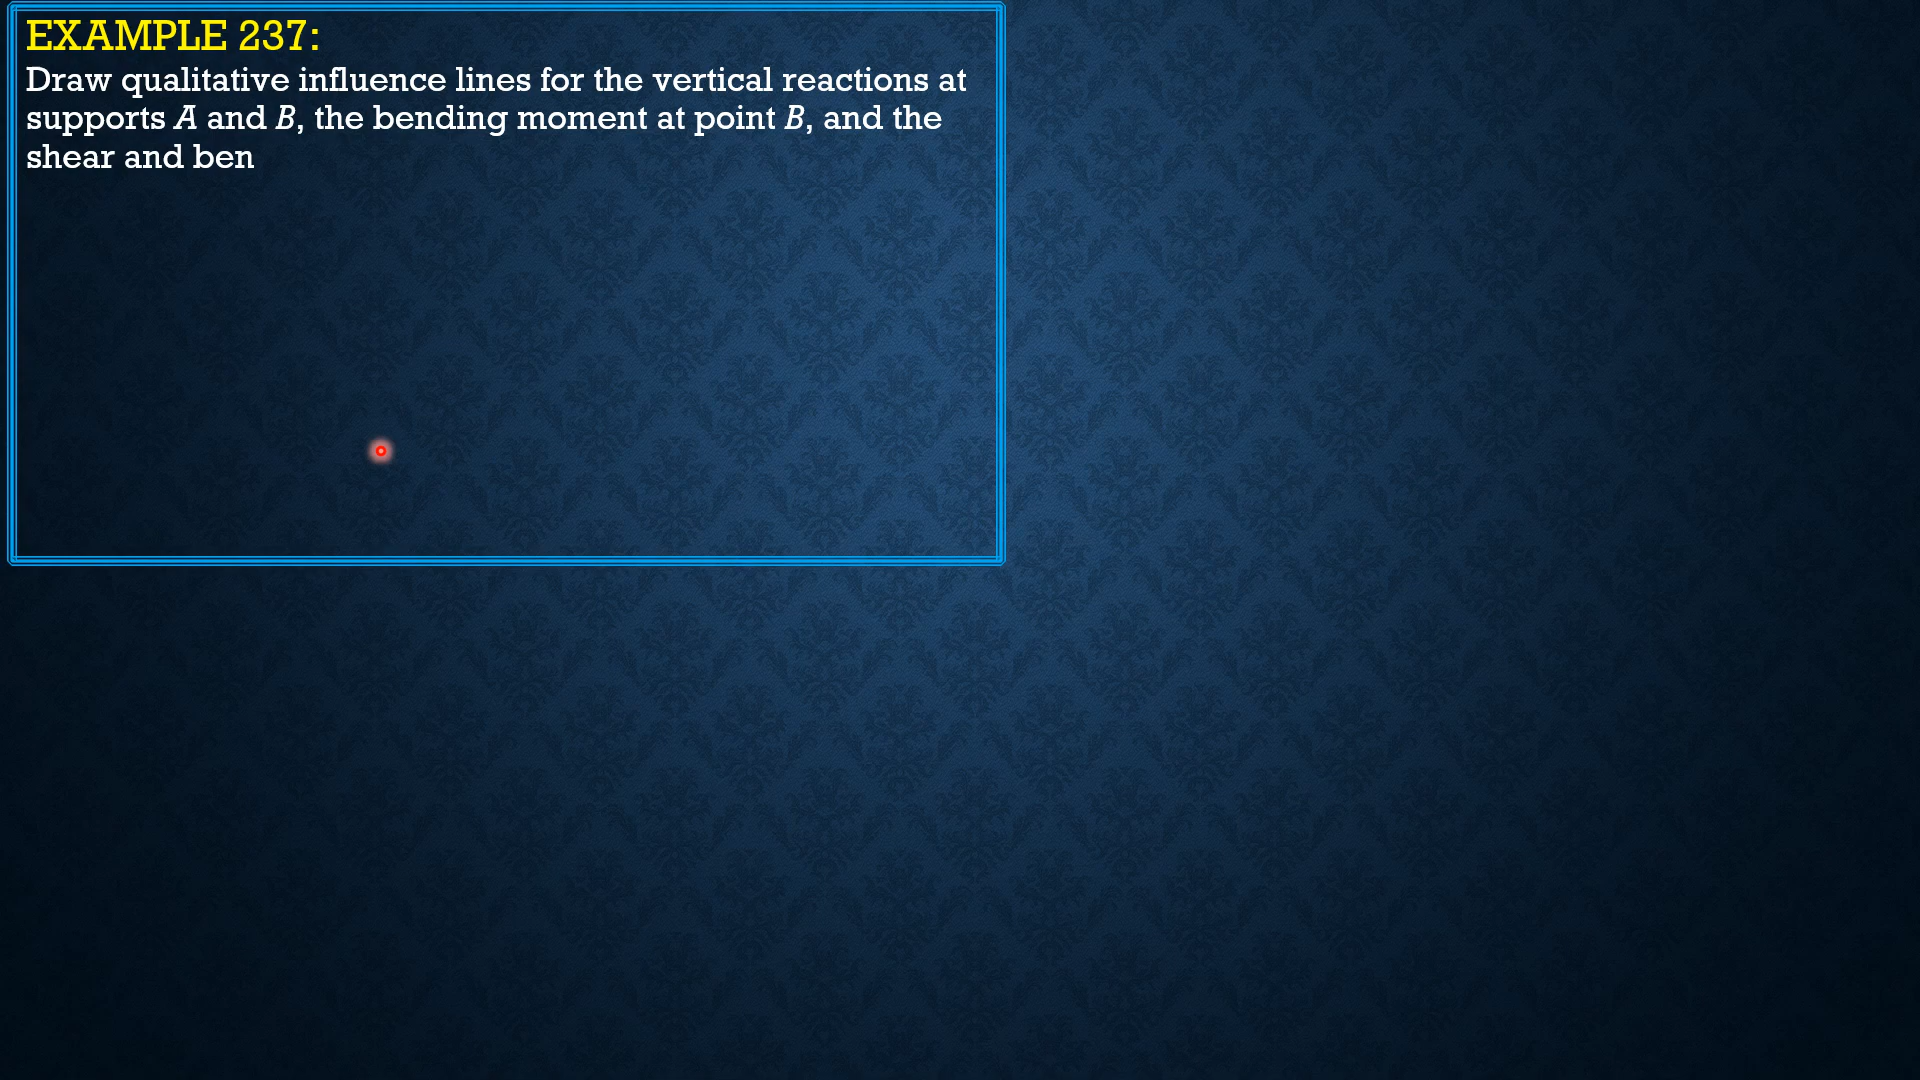 EXAMPLE 237:
Draw qualitative influence lines for the vertical reactions at
supports A and B, the bending moment at point B, and the
shear and ben